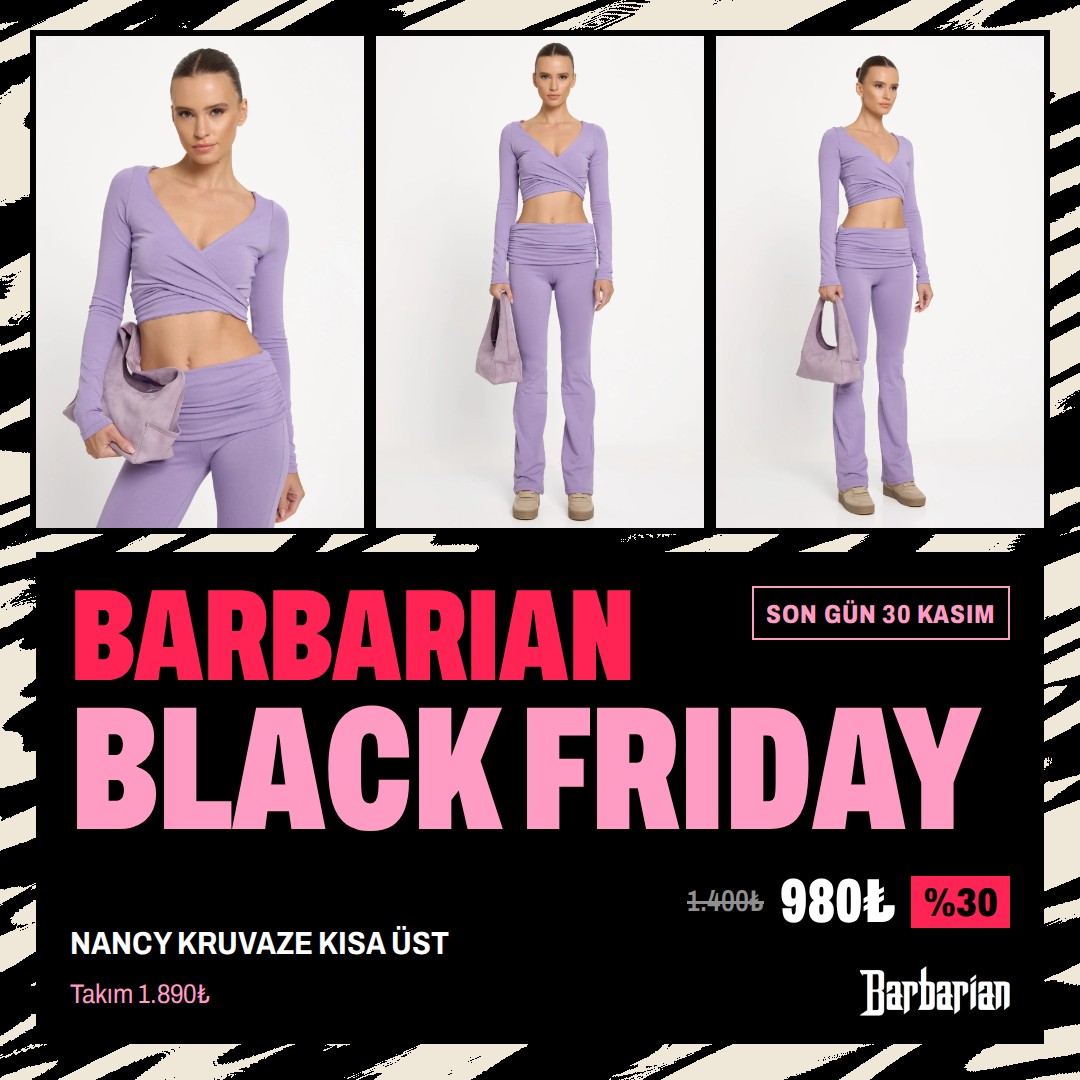 BARBARIAN
SON GÜN 30 KASIM
BLACK FRIDAY
1.400₺ 980₺ %30
NANCY KRUVAZE KISA ÜST
Takım 1.890₺
Barbarian